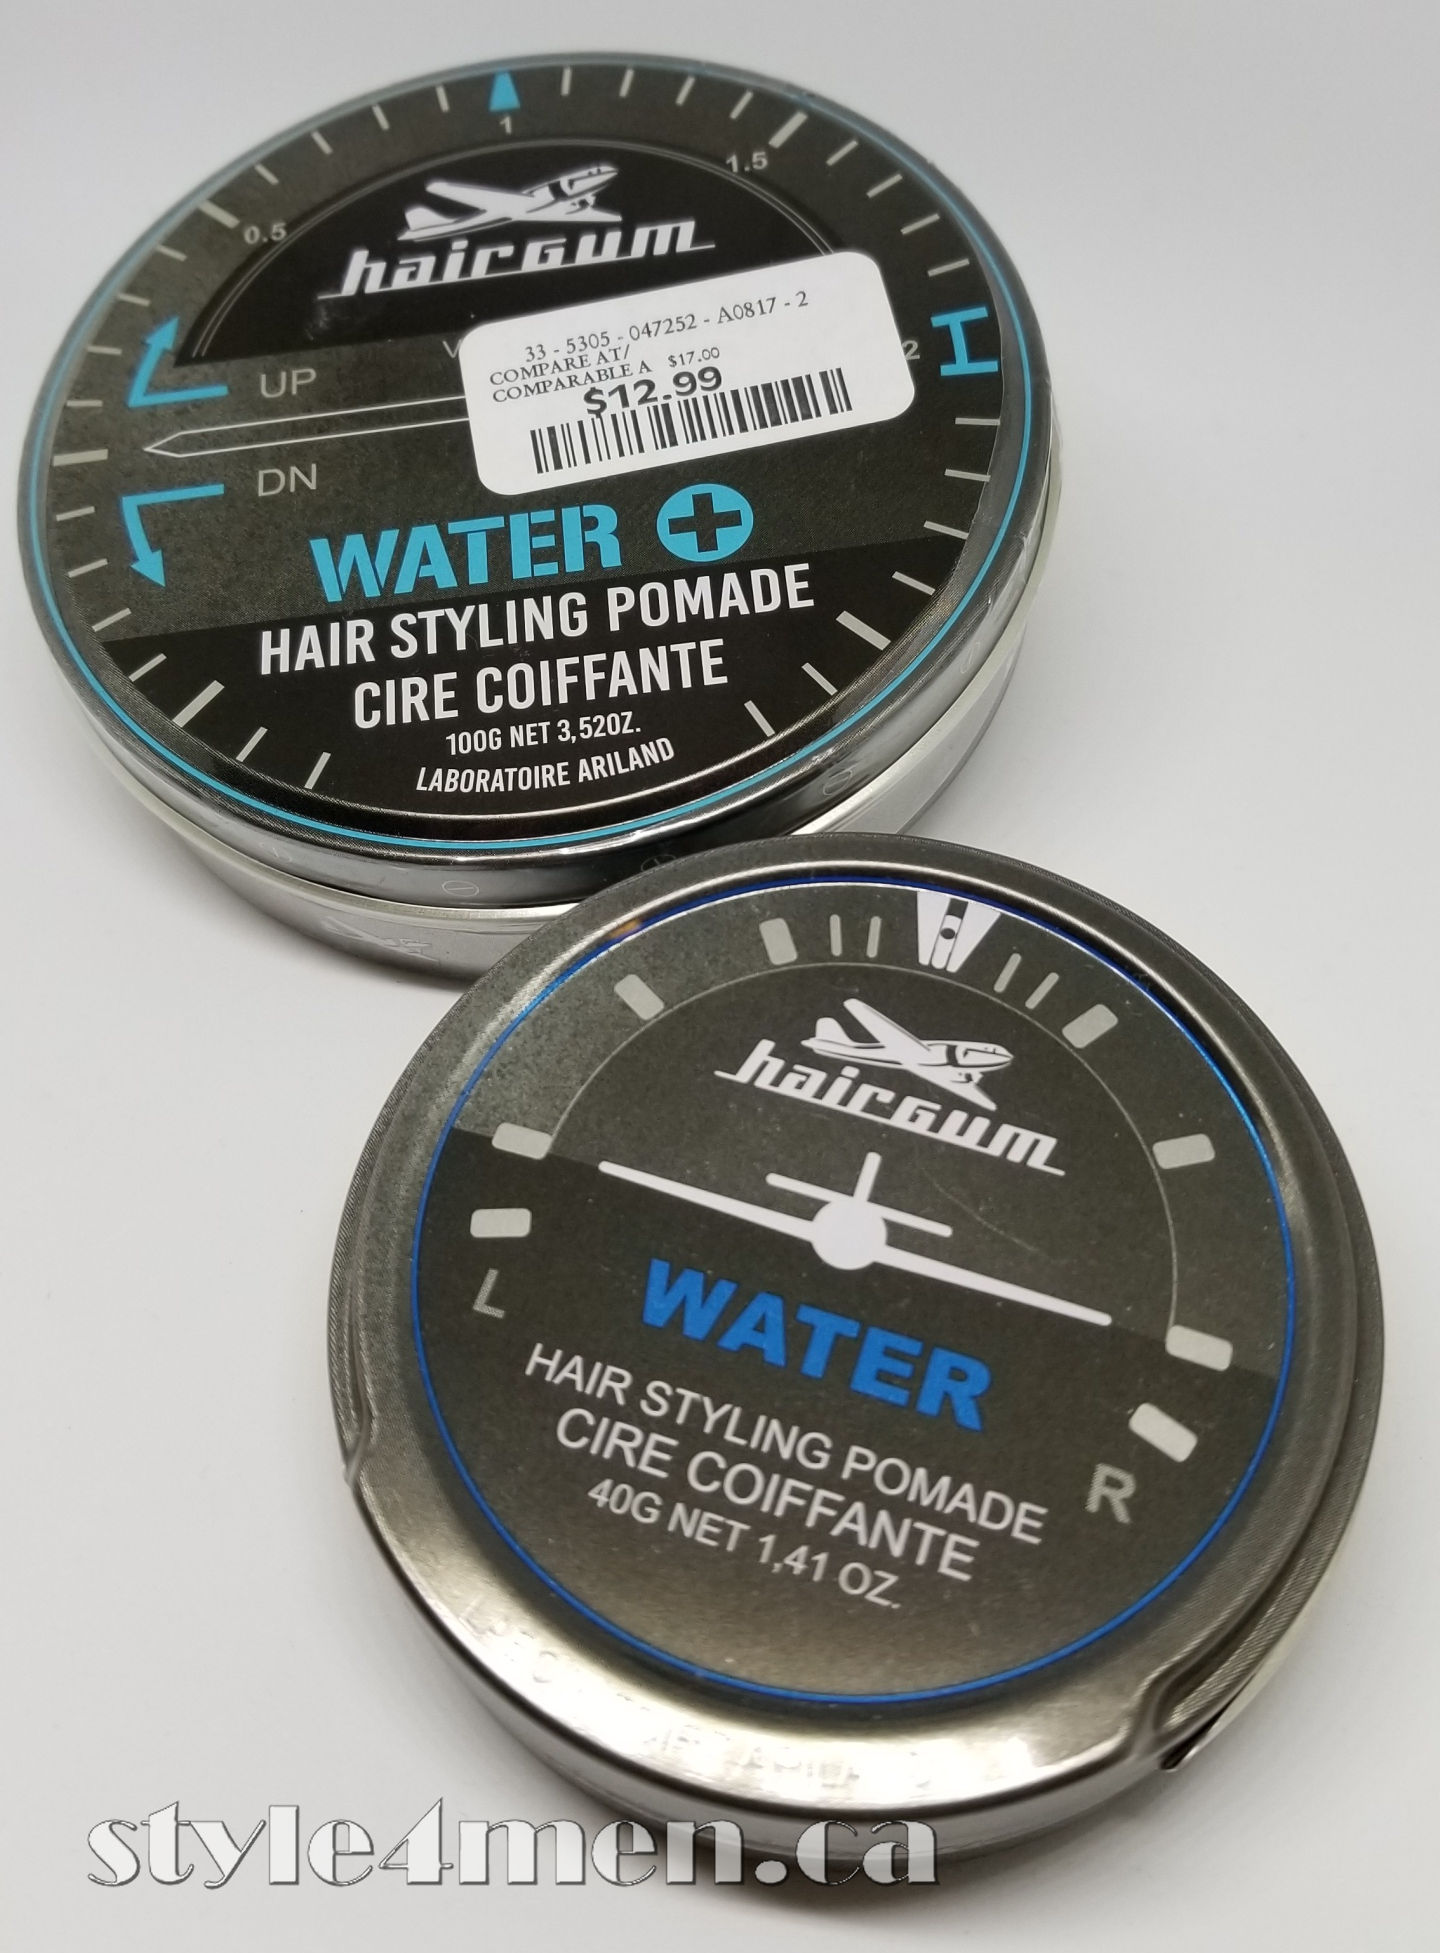 1
1.5
0.5
hairGUM
33 - 5305 - 047252 - A0817 - 2
COMPARE AT/
COMPARABLE A $17.00
$12.99
2
H
UP
DN
WATER +
HAIR STYLING POMADE
CIRE COIFFANTE
100G NET 3,52OZ.
LABORATOIRE ARILAND
hairGUM
WATER
L
HAIR STYLING POMADE
CIRE COIFFANTE
40G NET 1,41 OZ.
R
style4men.ca